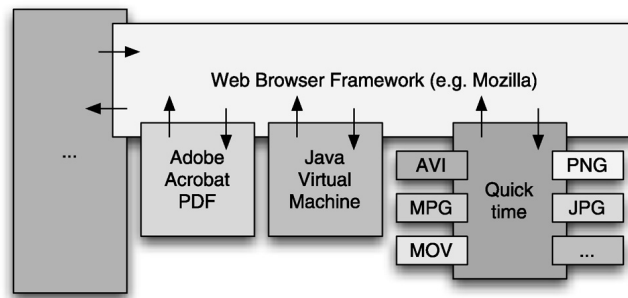 Web Browser Framework (e.g. Mozilla)
...
Adobe
Acrobat
PDF
Java
Virtual
Machine
AVI
MPG
MOV
Quick
time
PNG
JPG
...